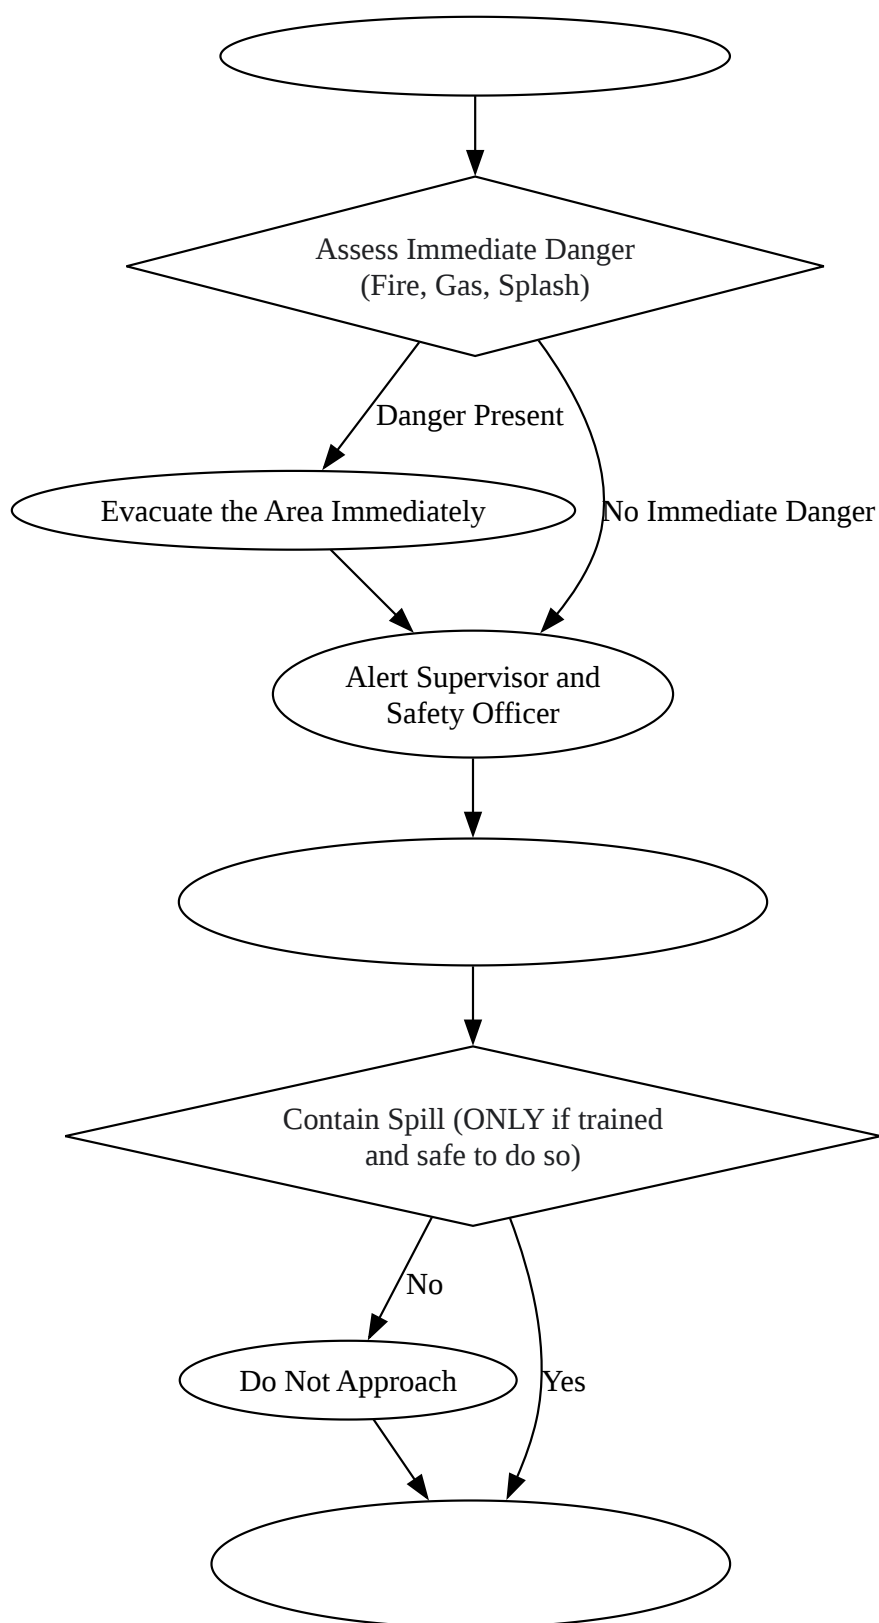 Assess Immediate Danger
(Fire, Gas, Splash)
Danger Present
Evacuate the Area Immediately
No Immediate Danger
Alert Supervisor and
Safety Officer
Contain Spill (ONLY if trained
and safe to do so)
No
Do Not Approach
Yes